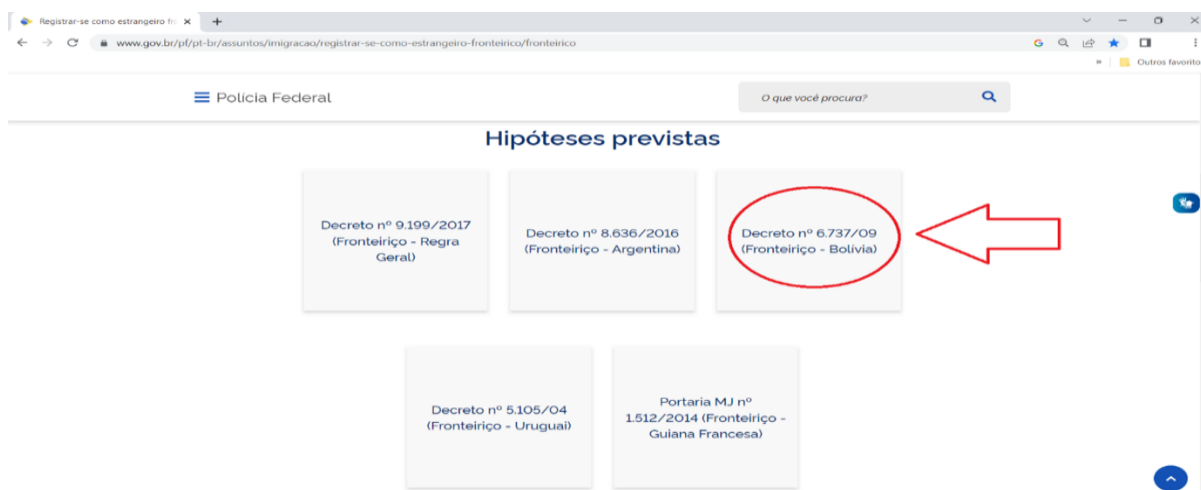 Registrar-se como estrangeiro fr
www.gov.br/pf/pt-br/assuntos/imigracao/registrar-se-como-estrangeiro-fronteirico/fronteirico
Outros favorito
Polícia Federal
O que você procura?
Hipóteses previstas
Decreto nº 9.199/2017
(Fronteiriço - Regra
Geral)
Decreto nº 8.636/2016
(Fronteiriço - Argentina)
Decreto nº 6.737/09
(Fronteiriço - Bolívia)
Decreto nº 5.105/04
(Fronteiriço - Uruguai)
Portaria MJ nº
1.512/2014 (Fronteiriço -
Guiana Francesa)